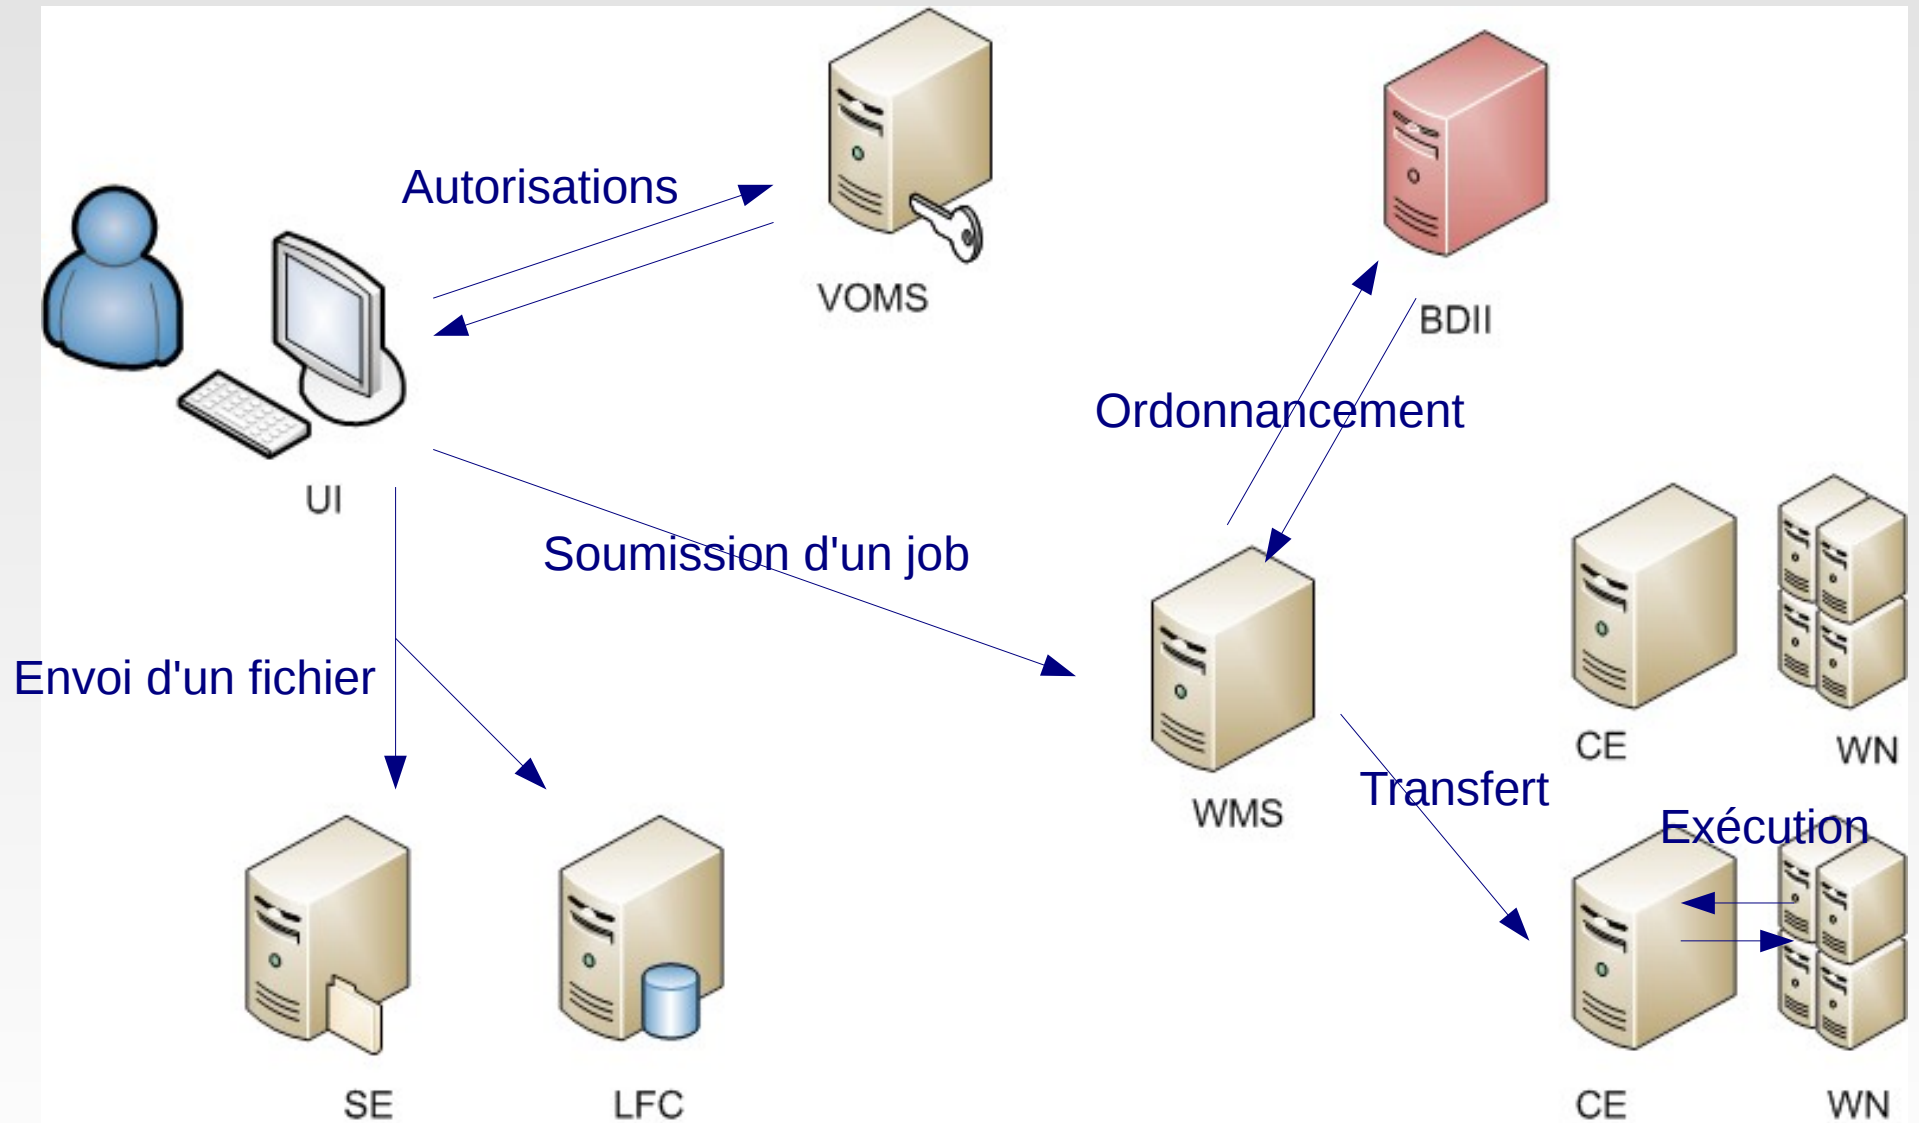 Autorisations
VOMS
BDII
Ordonnancement
UI
Soumission d'un job
Envoi d'un fichier
CE
WN
Transfert
WMS
Exécution
SE
LFC
CE
WN